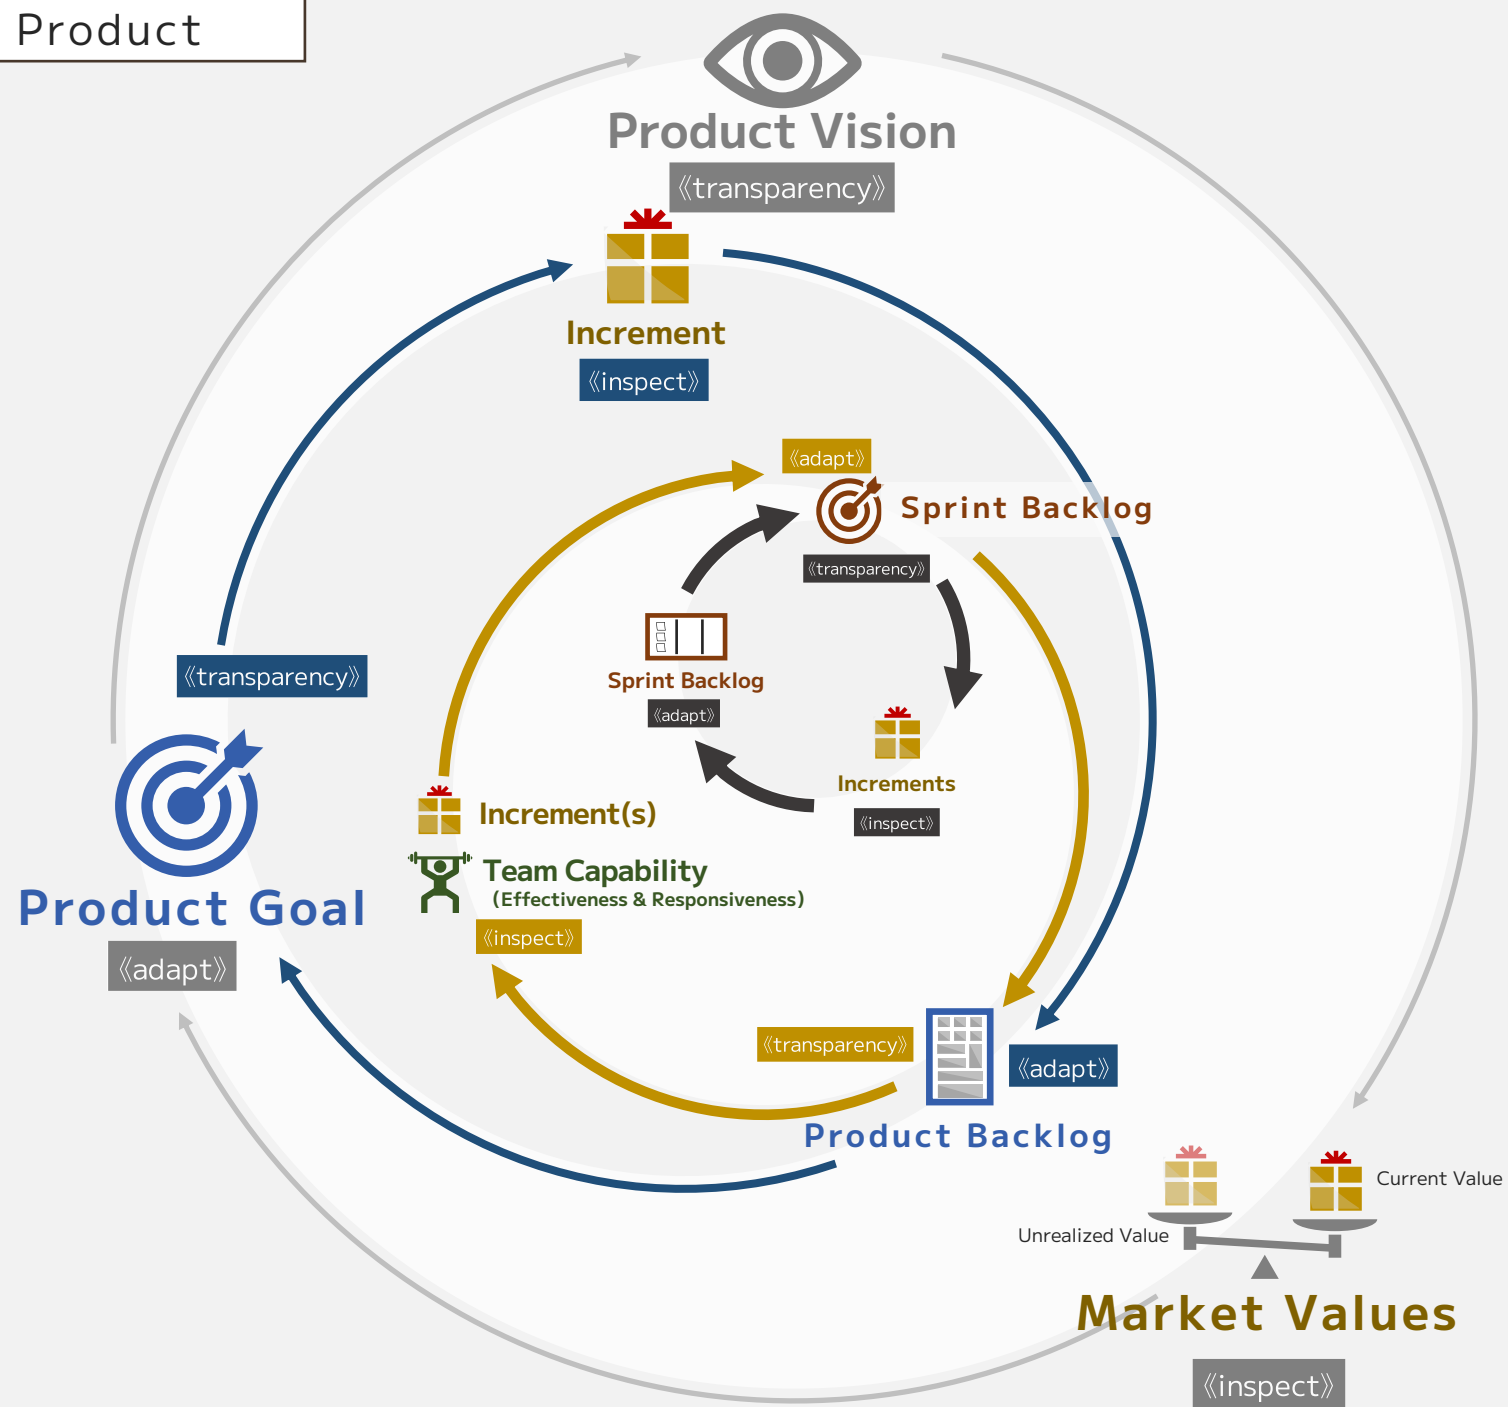 Product
Product Vision
《transparency》
Increment
《inspect》
《adapt》
Sprint Backlog
《transparency》
《transparency》
Sprint Backlog
《adapt》
Increments
《inspect》
Increment(s)
Team Capability
(Effectiveness & Responsiveness)
《inspect》
Product Goal
《adapt》
《transparency》
《adapt》
Product Backlog
Current Value
Unrealized Value
Market Values
《inspect》